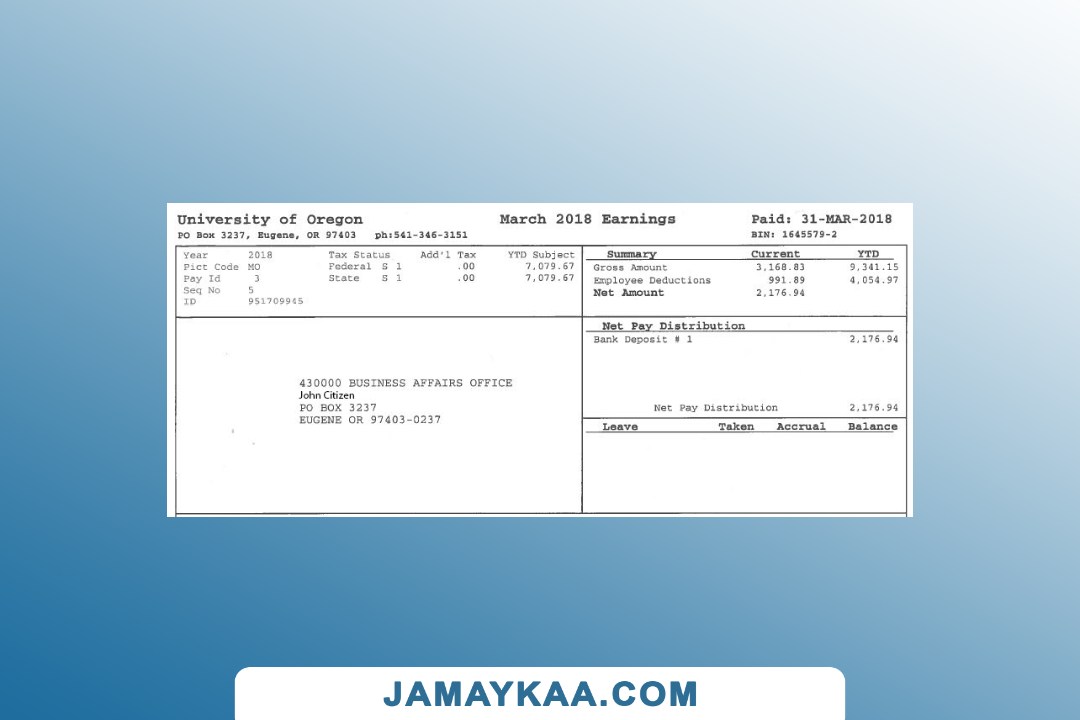 University of Oregon March 2018 Earnings Paid: 31-MAR-2018
PO Box 3237, Eugene, OR 97403 ph:541-346-3151 BIN: 1645579-2
Year 2018 Tax Status Add'l Tax YTD Subject
Pict Code MO Federal S 1 .00 7,079.67
Pay Id 3 State S 1 .00 7,079.67
Seq No 5
ID 951709945
Summary Current YTD
Gross Amount 3,168.83 9,341.15
Employee Deductions 991.89 4,054.97
Net Amount 2,176.94
Net Pay Distribution
Bank Deposit # 1 2,176.94
Net Pay Distribution 2,176.94
430000 BUSINESS AFFAIRS OFFICE
John Citizen
PO BOX 3237
EUGENE OR 97403-0237
Leave Taken Accrual Balance
JAMAYKAA.COM